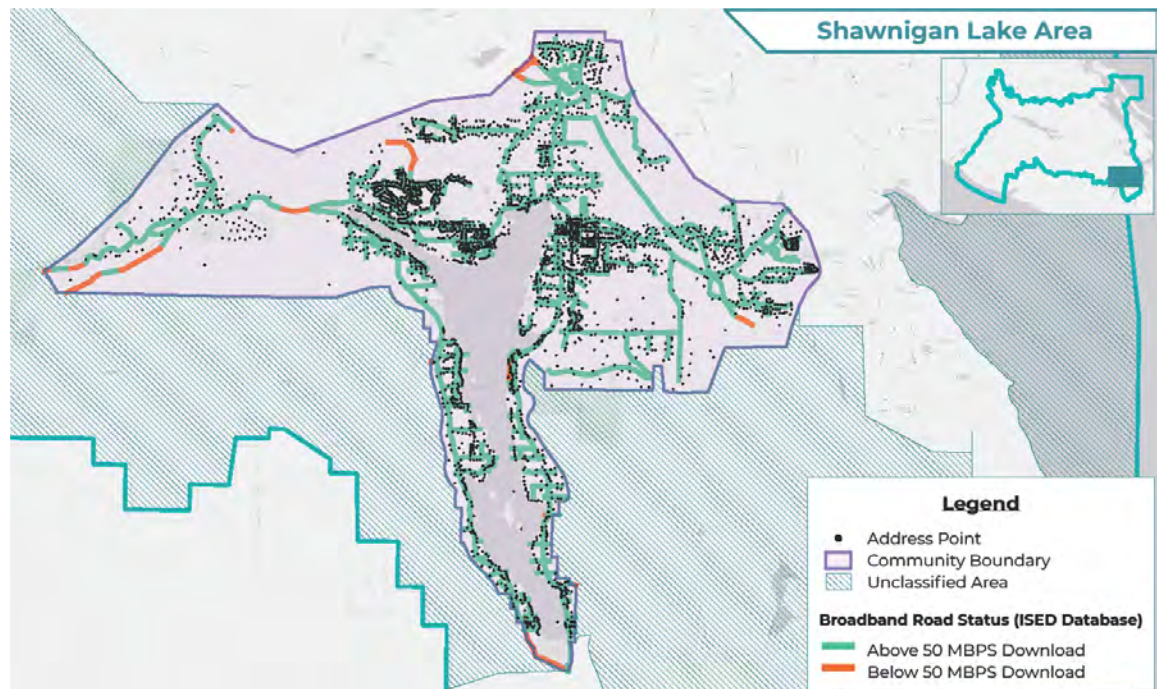 Shawnigan Lake Area
Legend
Address Point
Community Boundary
Unclassified Area
Broadband Road Status (ISED Database)
Above 50 MBPS Download
Below 50 MBPS Download